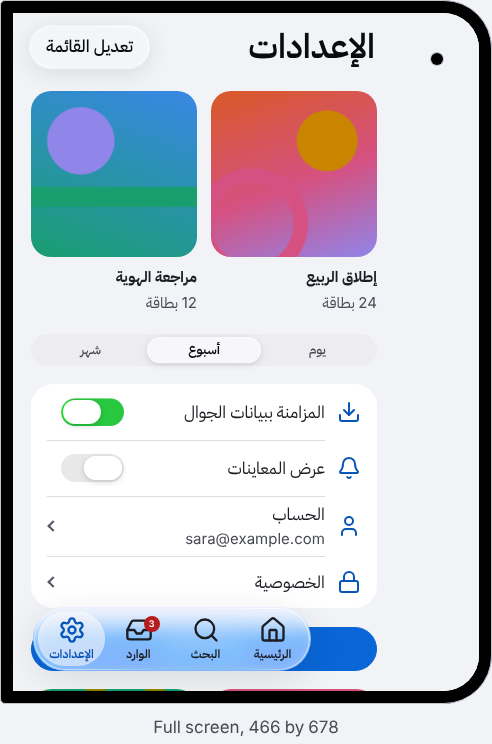 الإعدادات
تعديل القائمة
إطلاق الربيع
24 بطاقة
مراجعة الهوية
12 بطاقة
يوم
أسبوع
شهر
المزامنة ببيانات الجوال
عرض المعاينات
الحساب
sara@example.com
الخصوصية
الرئيسية
البحث
الوارد
3
الإعدادات
Full screen, 466 by 678